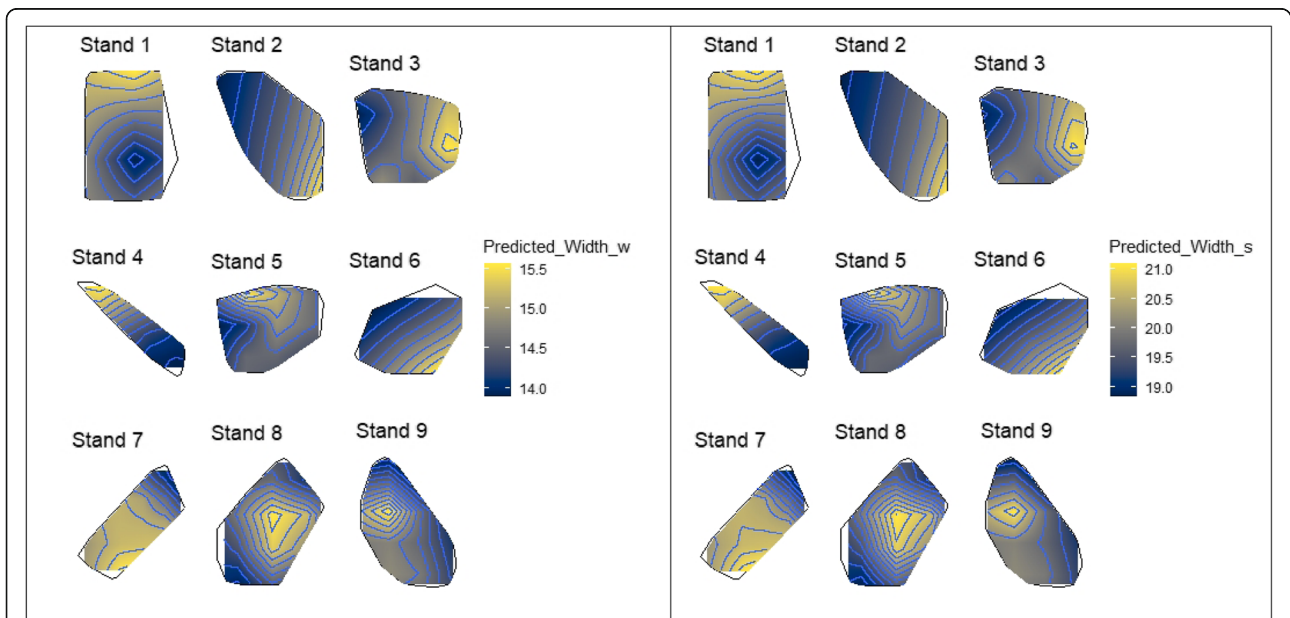 Stand 1
Stand 2
Stand 3
Stand 4
Stand 5
Stand 6
Predicted_Width_w
15.5
15.0
14.5
14.0
Stand 7
Stand 8
Stand 9
Stand 1
Stand 2
Stand 3
Stand 4
Stand 5
Stand 6
Predicted_Width_s
21.0
20.5
20.0
19.5
19.0
Stand 7
Stand 8
Stand 9